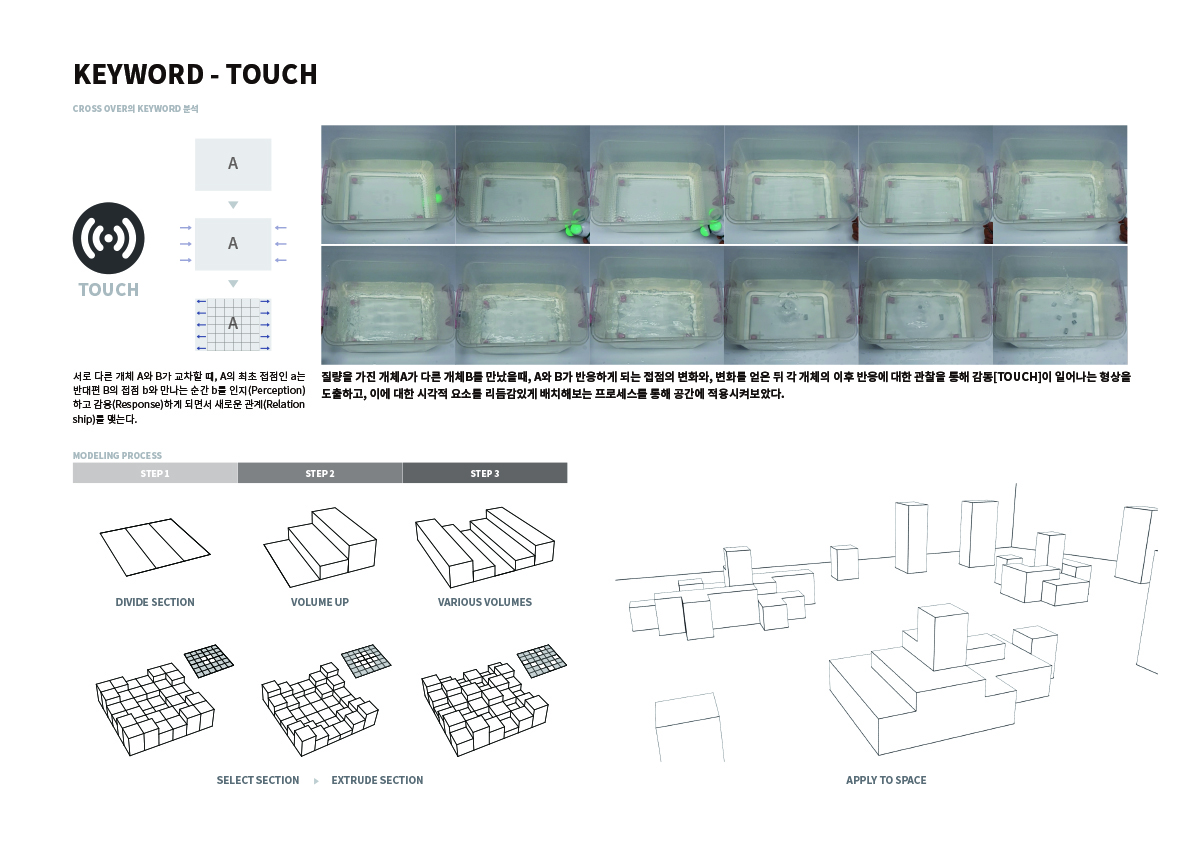 KEYWORD - TOUCH
CROSS OVER의 KEYWORD 분석
A
A
A
TOUCH
서로 다른 개체 A와 B가 교차할 때, A의 최초 접점인 a는
반대편 B의 접점 b와 만나는 순간 b를 인지(Perception)
하고 감응(Response)하게 되면서 새로운 관계(Relation
ship)를 맺는다.
질량을 가진 개체A가 다른 개체B를 만났을때, A와 B가 반응하게 되는 접점의 변화와, 변화를 얻은 뒤 각 개체의 이후 반응에 대한 관찰을 통해 감동[TOUCH]이 일어나는 형상을
도출하고, 이에 대한 시각적 요소를 리듬감있게 배치해보는 프로세스를 통해 공간에 적용시켜보았다.
MODELING PROCESS
STEP 1
STEP 2
STEP 3
DIVIDE SECTION
VOLUME UP
VARIOUS VOLUMES
SELECT SECTION
EXTRUDE SECTION
APPLY TO SPACE